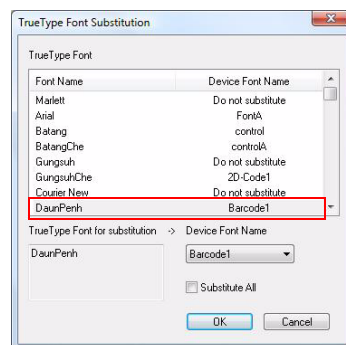 TrueType Font Substitution
TrueType Font
Font Name Device Font Name
Marlett Do not substitute
Arial FontA
Batang control
BatangChe controlA
Gungsuh Do not substitute
GungsuhChe 2D-Code1
Courier New Do not substitute
DaunPenh Barcode1
TrueType Font for substitution -> Device Font Name
DaunPenh Barcode1
Substitute All
OK Cancel